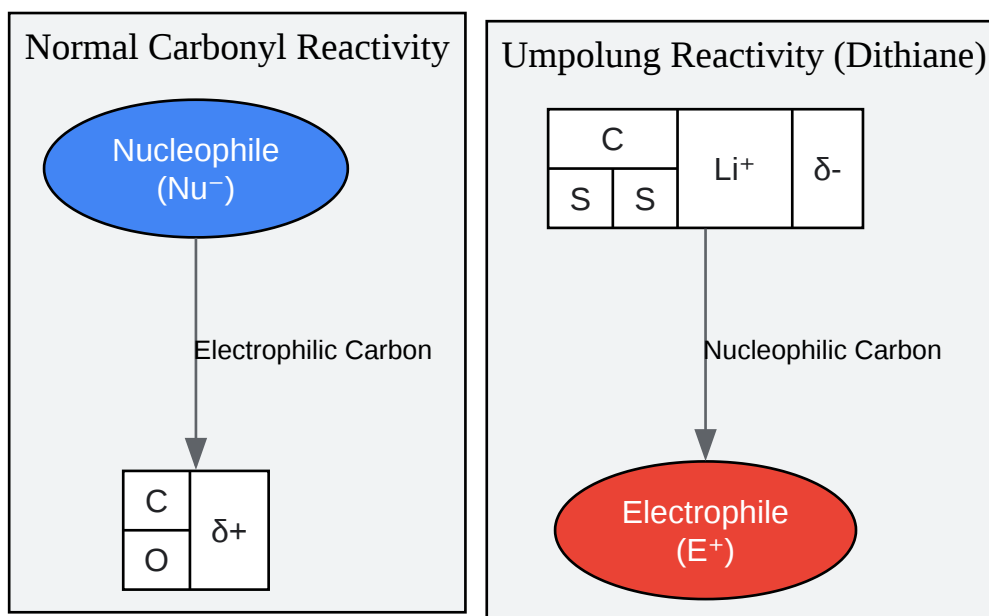 Normal Carbonyl Reactivity
Nucleophile
(Nu⁻)
Electrophilic Carbon
C
O
δ+
Umpolung Reactivity (Dithiane)
C
S
S
Li⁺
δ-
Nucleophilic Carbon
Electrophile
(E⁺)